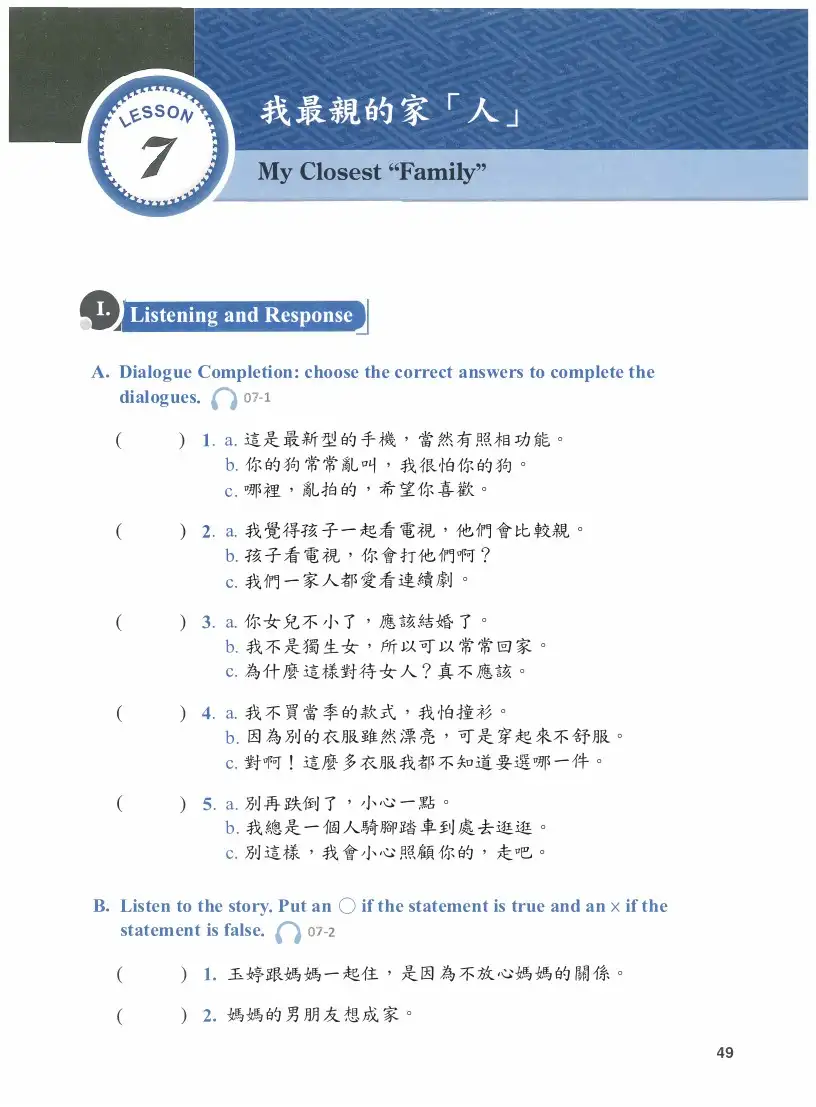 LESSON
7
我最親的家「人」
My Closest “Family”
I. Listening and Response
A. Dialogue Completion: choose the correct answers to complete the
dialogues. 07-1
( ) 1. a. 這是最新型的手機，當然有照相功能。
b. 你的狗常常亂叫，我很怕你的狗。
c. 哪裡，亂拍的，希望你喜歡。
( ) 2. a. 我覺得孩子一起看電視，他們會比較親。
b. 孩子看電視，你會打他們啊？
c. 我們一家人都愛看連續劇。
( ) 3. a. 你女兒不小了，應該結婚了。
b. 我不是獨生女，所以可以常常回家。
c. 為什麼這樣對待女人？真不應該。
( ) 4. a. 我不買當季的款式，我怕撞衫。
b. 因為別的衣服雖然漂亮，可是穿起來不舒服。
c. 對啊！這麼多衣服我都不知道要選哪一件。
( ) 5. a. 別再跌倒了，小心一點。
b. 我總是一個人騎腳踏車到處去逛逛。
c. 別這樣，我會小心照顧你的，走吧。
B. Listen to the story. Put an ○ if the statement is true and an × if the
statement is false. 07-2
( ) 1. 玉婷跟媽媽一起住，是因為不放心媽媽的關係。
( ) 2. 媽媽的男朋友想成家。
49